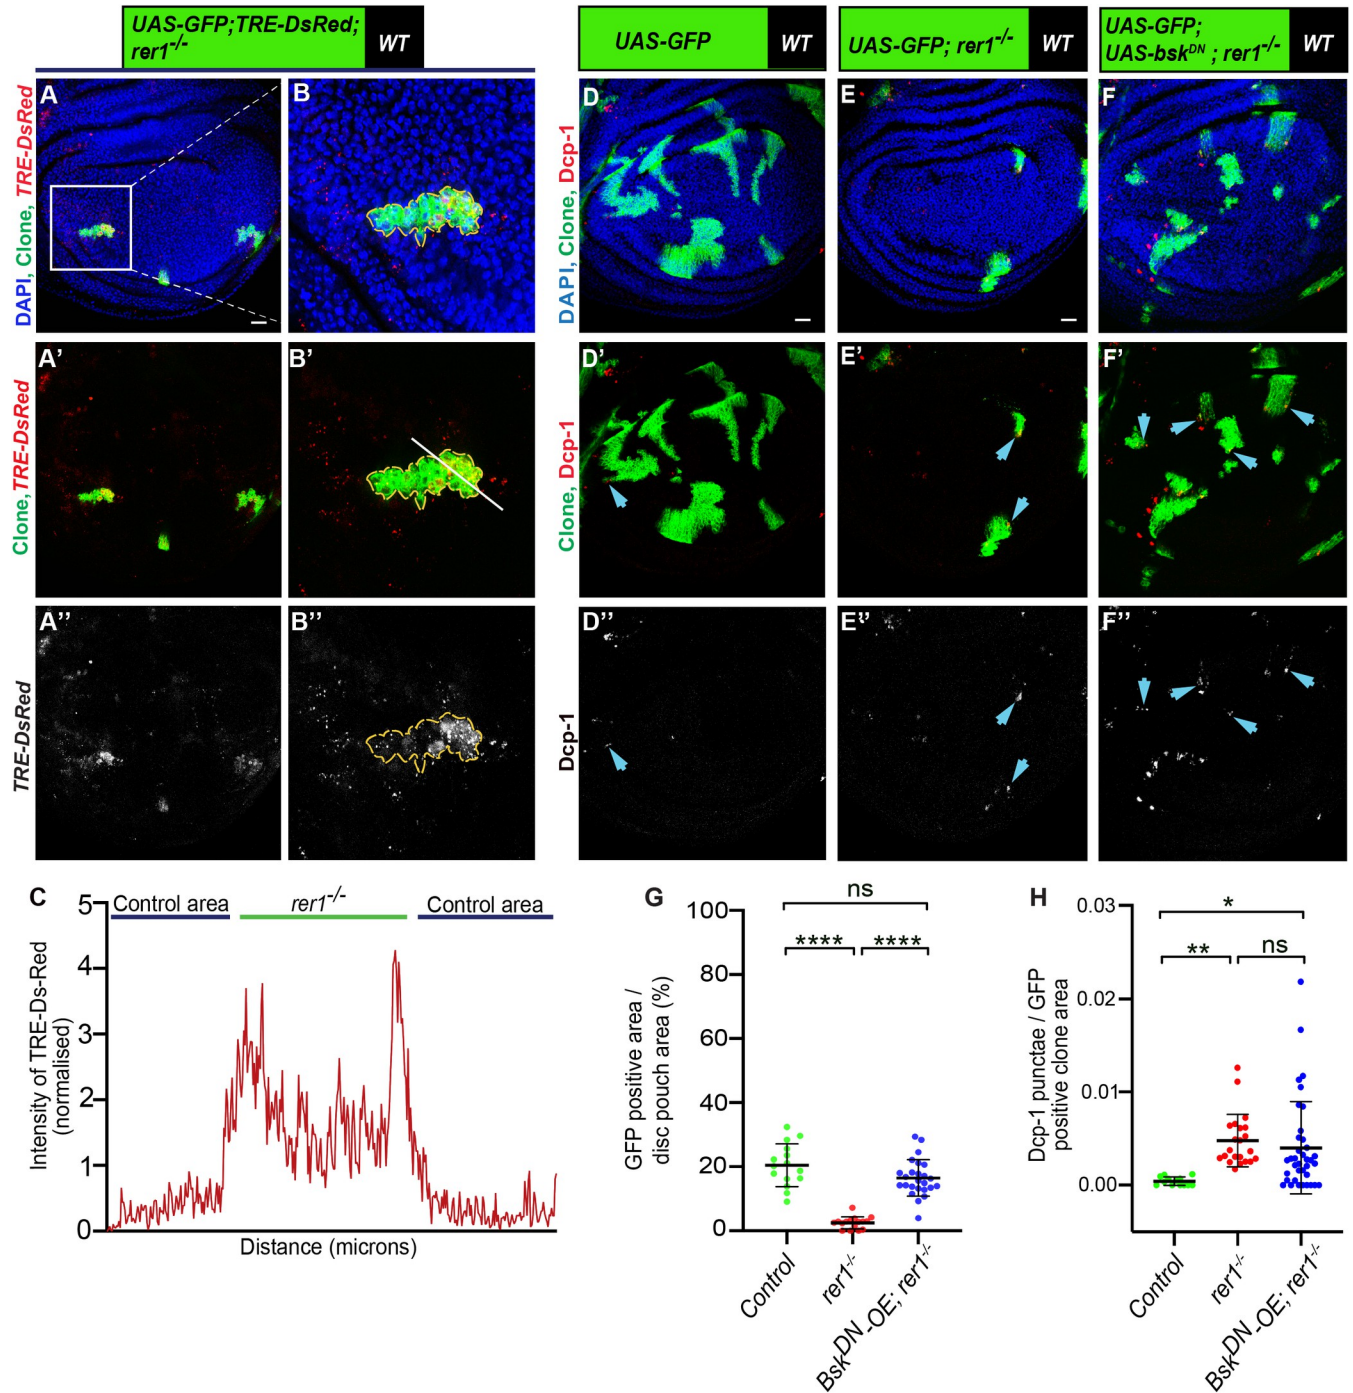 UAS-GFP;TRE-DsRed;
rer1-/-
WT
UAS-GFP
WT
UAS-GFP; rer1-/-
WT
UAS-GFP;
UAS-bskDN ; rer1-/-
WT
DAPI, Clone, TRE-DsRed
A
B
DAPI, Clone, Dcp-1
D
E
F
Clone, TRE-DsRed
A'
B'
Clone, Dcp-1
D'
E'
F'
TRE-DsRed
A''
B''
Dcp-1
D''
E''
F''
C
Control area
rer1-/-
Control area
Intensity of TRE-Ds-Red
(normalised)
5
4
3
2
1
0
Distance (microns)
G
GFP positive area /
disc pouch area (%)
100
80
60
40
20
0
ns
****
****
Control
rer1-/-
BskDN-OE; rer1-/-
H
Dcp-1 punctae / GFP
positive clone area
0.03
0.02
0.01
0.00
*
**
ns
Control
rer1-/-
BskDN-OE; rer1-/-